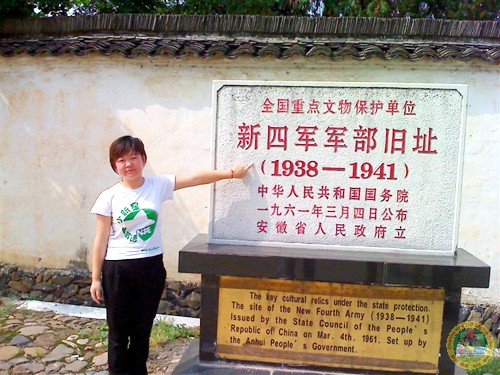 全国重点文物保护单位
新四军军部旧址
(1938—1941)
中华人民共和国国务院
一九六一年三月四日公布
安徽省人民政府立
The key cultural relics under the state protection.
The site of the New Fourth Army (1938-1941)
Issued by the State Council of the People's
Republic of China on Mar. 4th. 1961. Set up by
the Anhui People's Government.